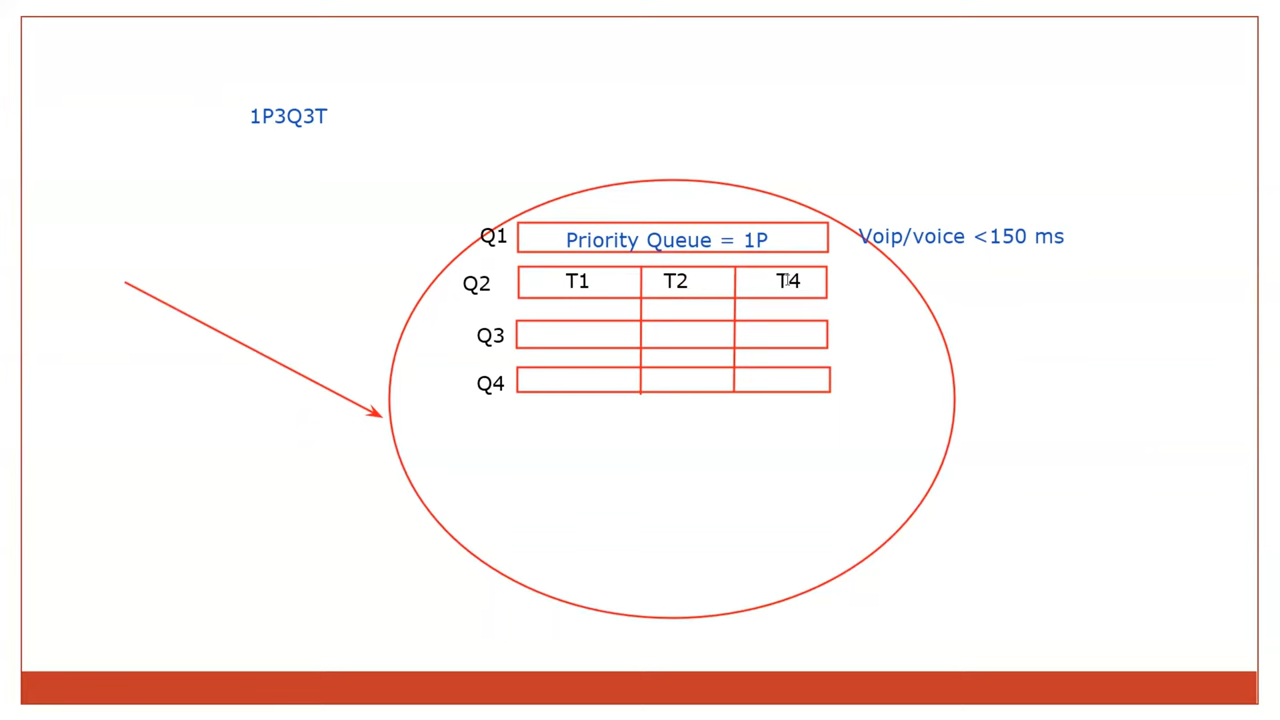 1P3Q3T
Q1 Priority Queue = 1P Voip/voice <150 ms
Q2 T1 T2 T4
Q3
Q4